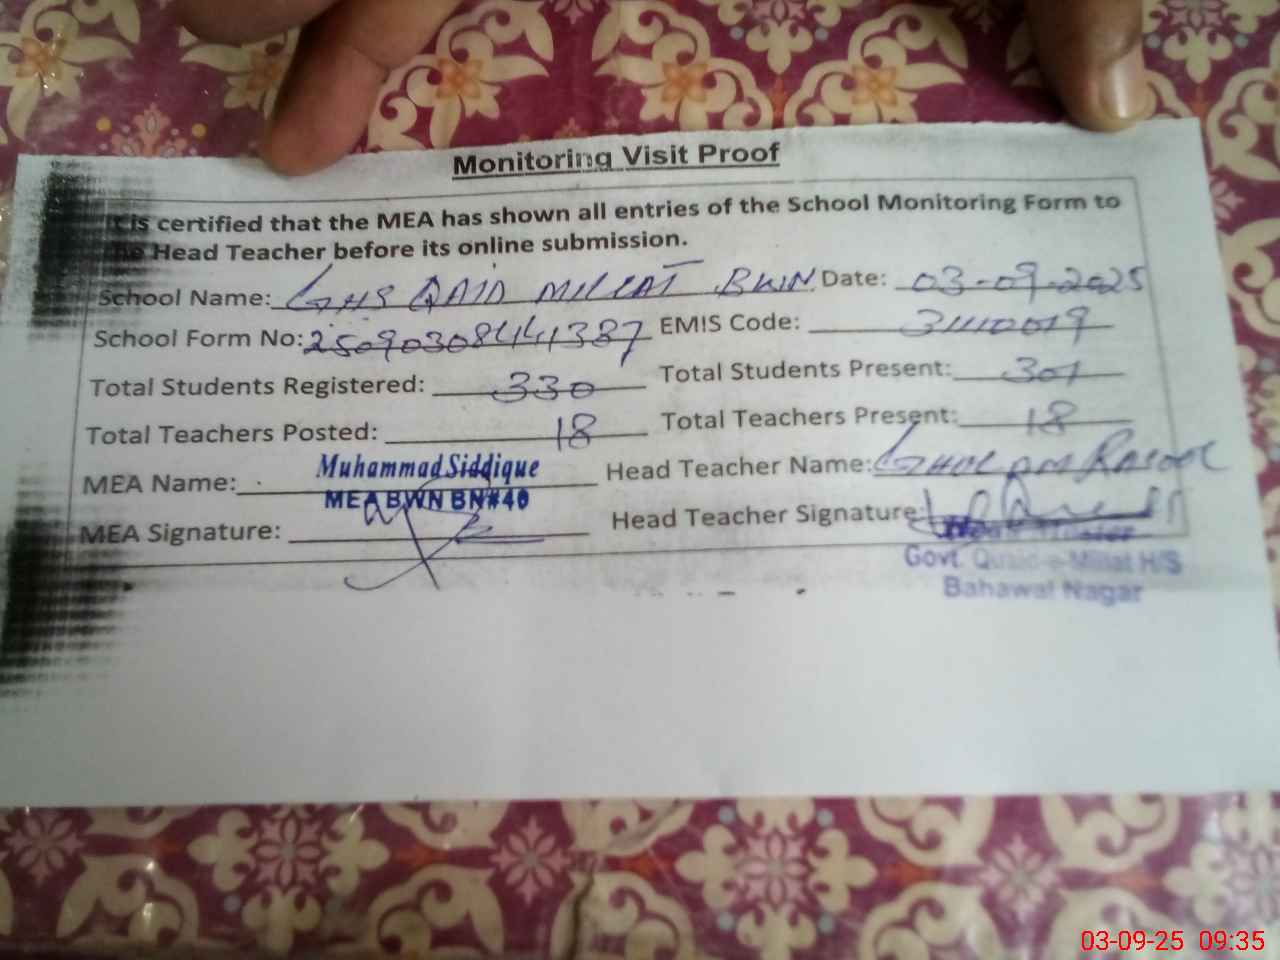 Monitoring Visit Proof
It is certified that the MEA has shown all entries of the School Monitoring Form to
the Head Teacher before its online submission.
School Name: GHS QAID MILLAT BWN Date: 03-09-2025
School Form No: EMIS Code: 31110019
Total Students Registered: 330 Total Students Present: 301
Total Teachers Posted: 18 Total Teachers Present: 18
MEA Name: Muhammad Siddique Head Teacher Name: GHULAM RASOOL
MEA BWN BN#40
MEA Signature: Head Teacher Signature:
Govt. Quaid-e-Millat H/S
Bahawal Nagar
03-09-25 09:35